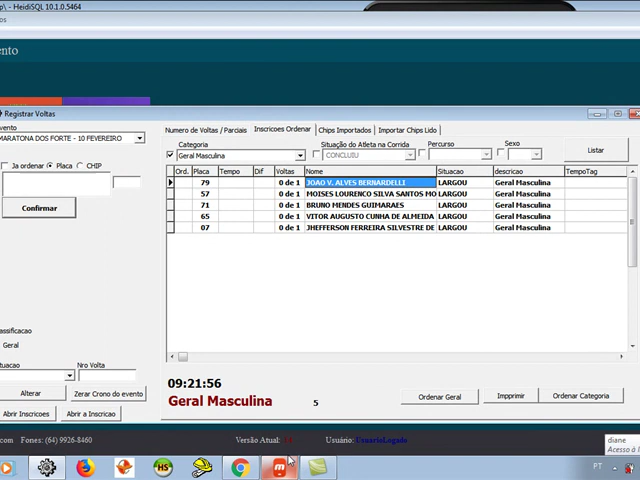 p\ - HeidiSQL 10.1.0.5464
os
nto
Registrar Voltas
vento
MARATONA DOS FORTE - 10 FEVEREIRO
Ja ordenar Placa CHIP
Confirmar
lassificacao
Geral
ituacao Nro Volta
Alterar Zerar Crono do evento
Abrir Inscricoes Abrir a Inscricao
Numero de Voltas / Parciais Inscricoes Ordenar Chips Importados Importar Chips Lido
Categoria Situação do Atleta na Corrida Percurso Sexo
Geral Masculina CONCLUIU Listar
Ord. Placa Tempo Dif Voltas Nome Situacao descricao TempoTag
79 0 de 1 JOAO V. ALVES BERNARDELLI LARGOU Geral Masculina
57 0 de 1 MOISES LOURENCO SILVA SANTOS MO LARGOU Geral Masculina
71 0 de 1 BRUNO MENDES GUIMARAES LARGOU Geral Masculina
65 0 de 1 VITOR AUGUSTO CUNHA DE ALMEIDA LARGOU Geral Masculina
07 0 de 1 JHEFFERSON FERREIRA SILVESTRE DE LARGOU Geral Masculina
09:21:56
Geral Masculina 5
Ordenar Geral Imprimir Ordenar Categoria
com Fones: (64) 9926-8460 Versão Atual: Usuário: UsuarioLogado
diane
Acesso à I
HS
PT